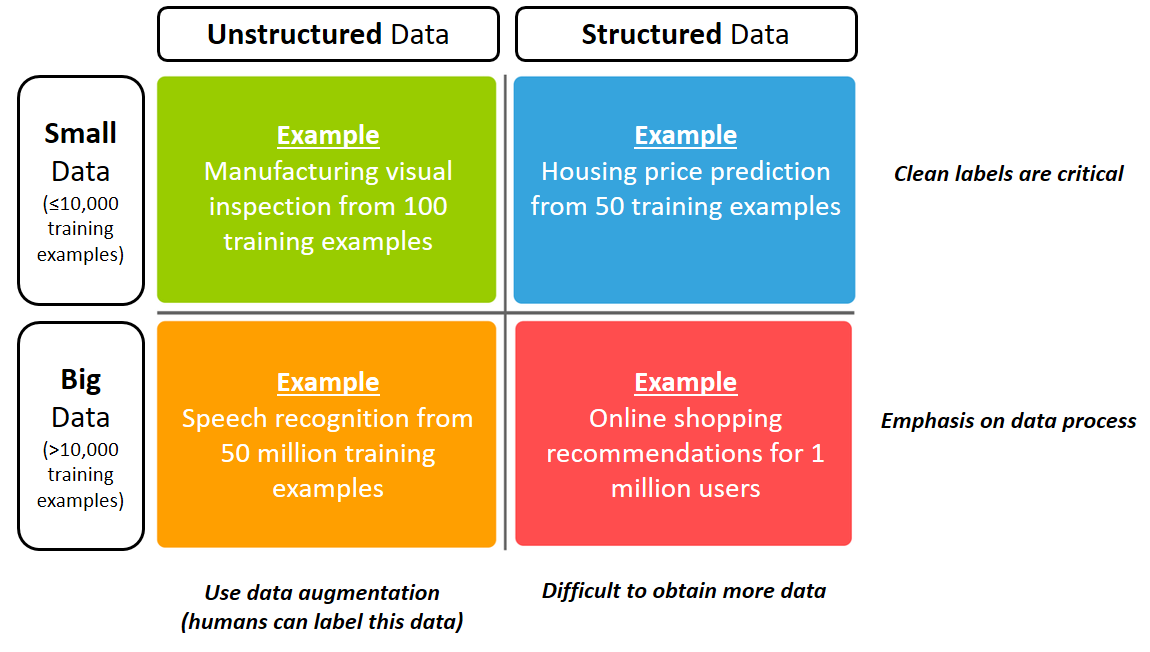 Unstructured Data
Structured Data
Small
Data
(≤10,000
training
examples)
Example
Manufacturing visual
inspection from 100
training examples
Example
Housing price prediction
from 50 training examples
Clean labels are critical
Big
Data
(>10,000
training
examples)
Example
Speech recognition from
50 million training
examples
Example
Online shopping
recommendations for 1
million users
Emphasis on data process
Use data augmentation
(humans can label this data)
Difficult to obtain more data